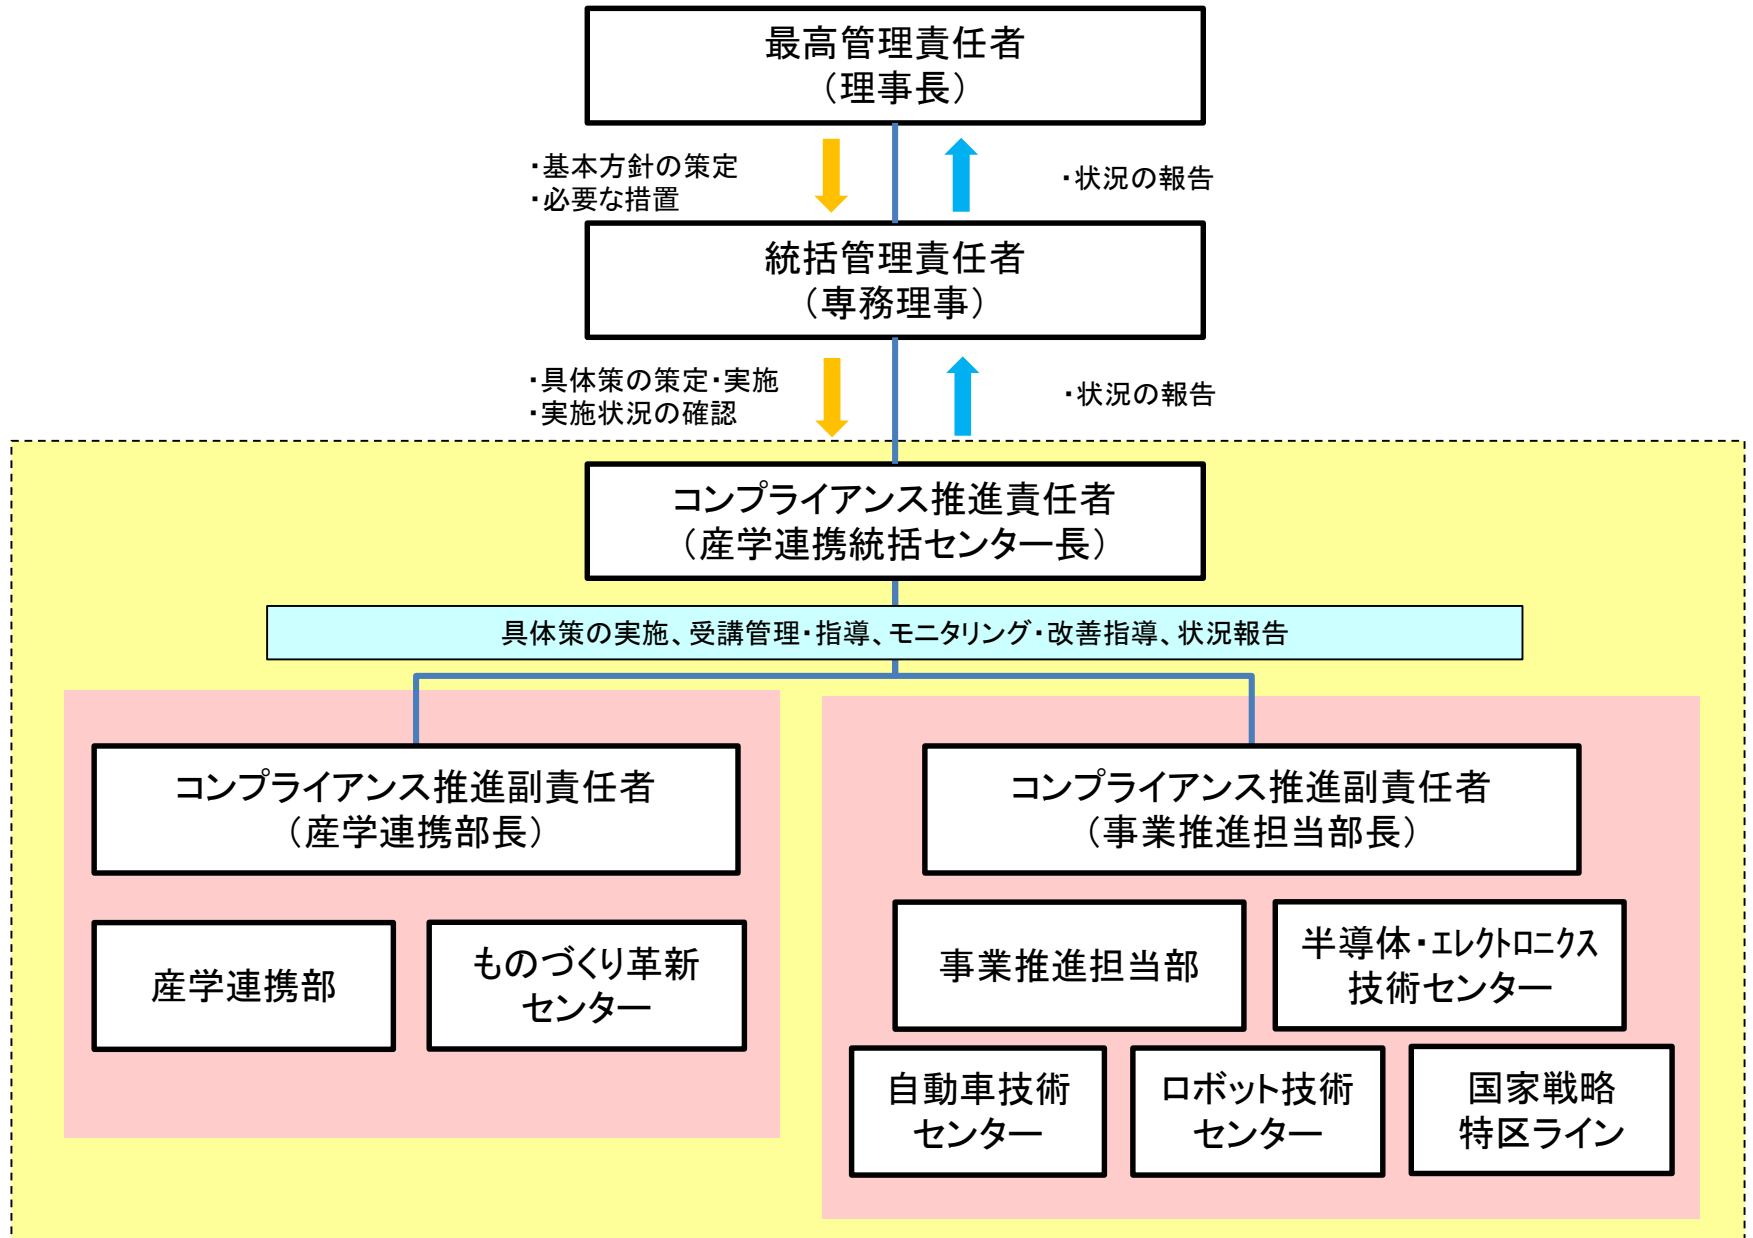 最高管理責任者
（理事長）
・基本方針の策定
・必要な措置
・状況の報告
統括管理責任者
（専務理事）
・具体策の策定・実施
・実施状況の確認
・状況の報告
コンプライアンス推進責任者
（産学連携統括センター長）
具体策の実施、受講管理・指導、モニタリング・改善指導、状況報告
コンプライアンス推進副責任者
（産学連携部長）
産学連携部
ものづくり革新
センター
コンプライアンス推進副責任者
（事業推進担当部長）
事業推進担当部
半導体・エレクトロニクス
技術センター
自動車技術
センター
ロボット技術
センター
国家戦略
特区ライン